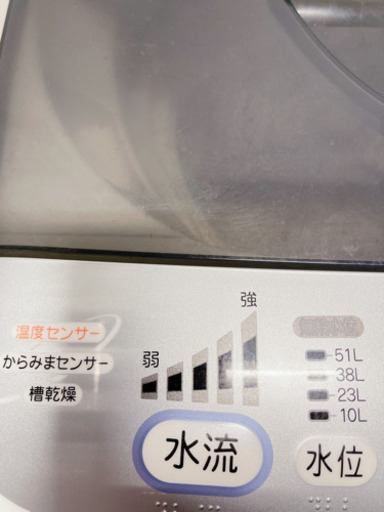 強
温度センサー
弱
51L
からみまセンサー
38L
槽乾燥
23L
10L
水流
水位